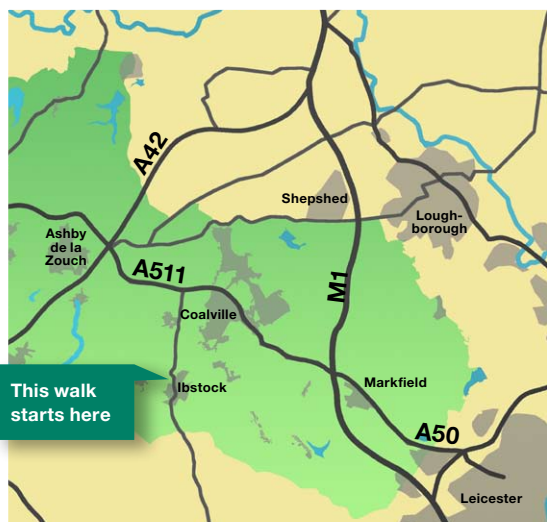 A42
Shepshed
Lough-
borough
Ashby
de la
Zouch
A511
M1
Coalville
This walk
starts here
Ibstock
Markfield
A50
Leicester